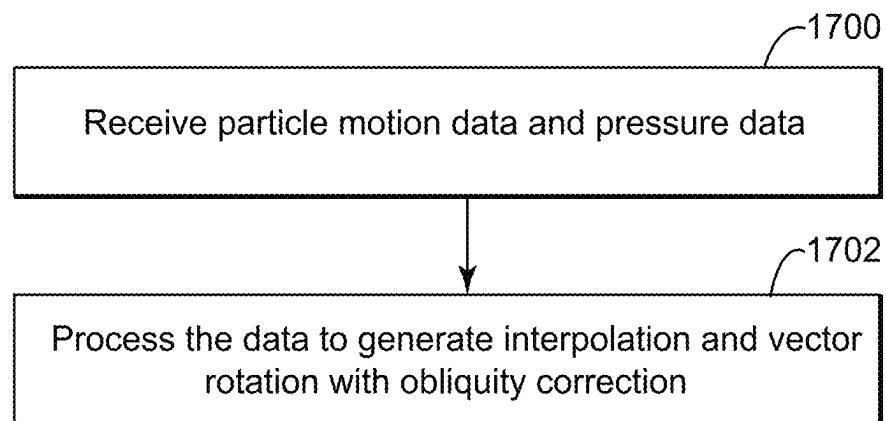 1700
Receive particle motion data and pressure data
1702
Process the data to generate interpolation and vector
rotation with obliquity correction